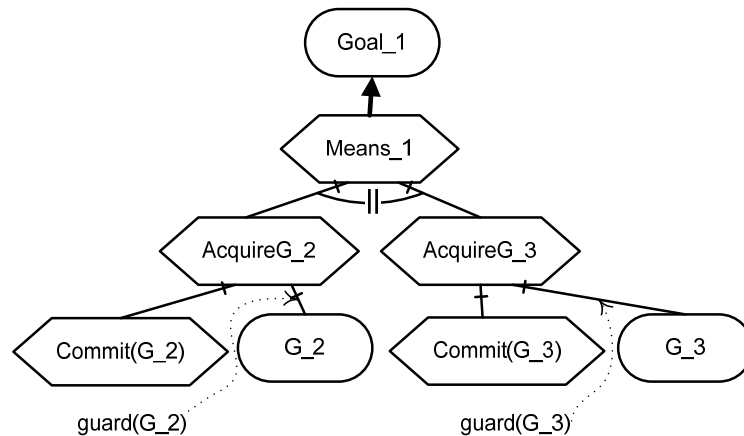 Goal_1
Means_1
||
AcquireG_2
AcquireG_3
Commit(G_2)
G_2
Commit(G_3)
G_3
guard(G_2)
guard(G_3)